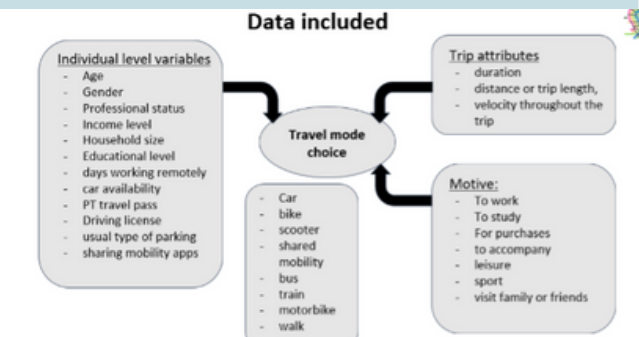 Data included
Individual level variables
- Age
- Gender
- Professional status
- Income level
- Household size
- Educational level
- days working remotely
- car availability
- PT travel pass
- Driving license
- usual type of parking
- sharing mobility apps
Travel mode
choice
- Car
- bike
- scooter
- shared
mobility
- bus
- train
- motorbike
- walk
Trip attributes
- duration
- distance or trip length,
- velocity throughout the
trip
Motive:
- To work
- To study
- For purchases
- to accompany
- leisure
- sport
- visit family or friends